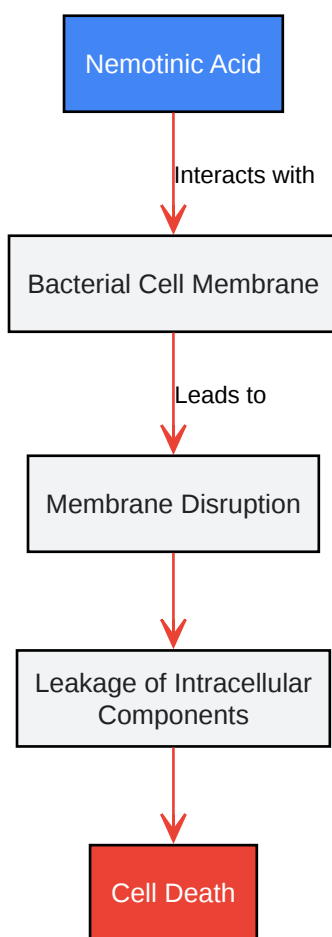 Nemotinic Acid
Interacts with
Bacterial Cell Membrane
Leads to
Membrane Disruption
Leakage of Intracellular
Components
Cell Death